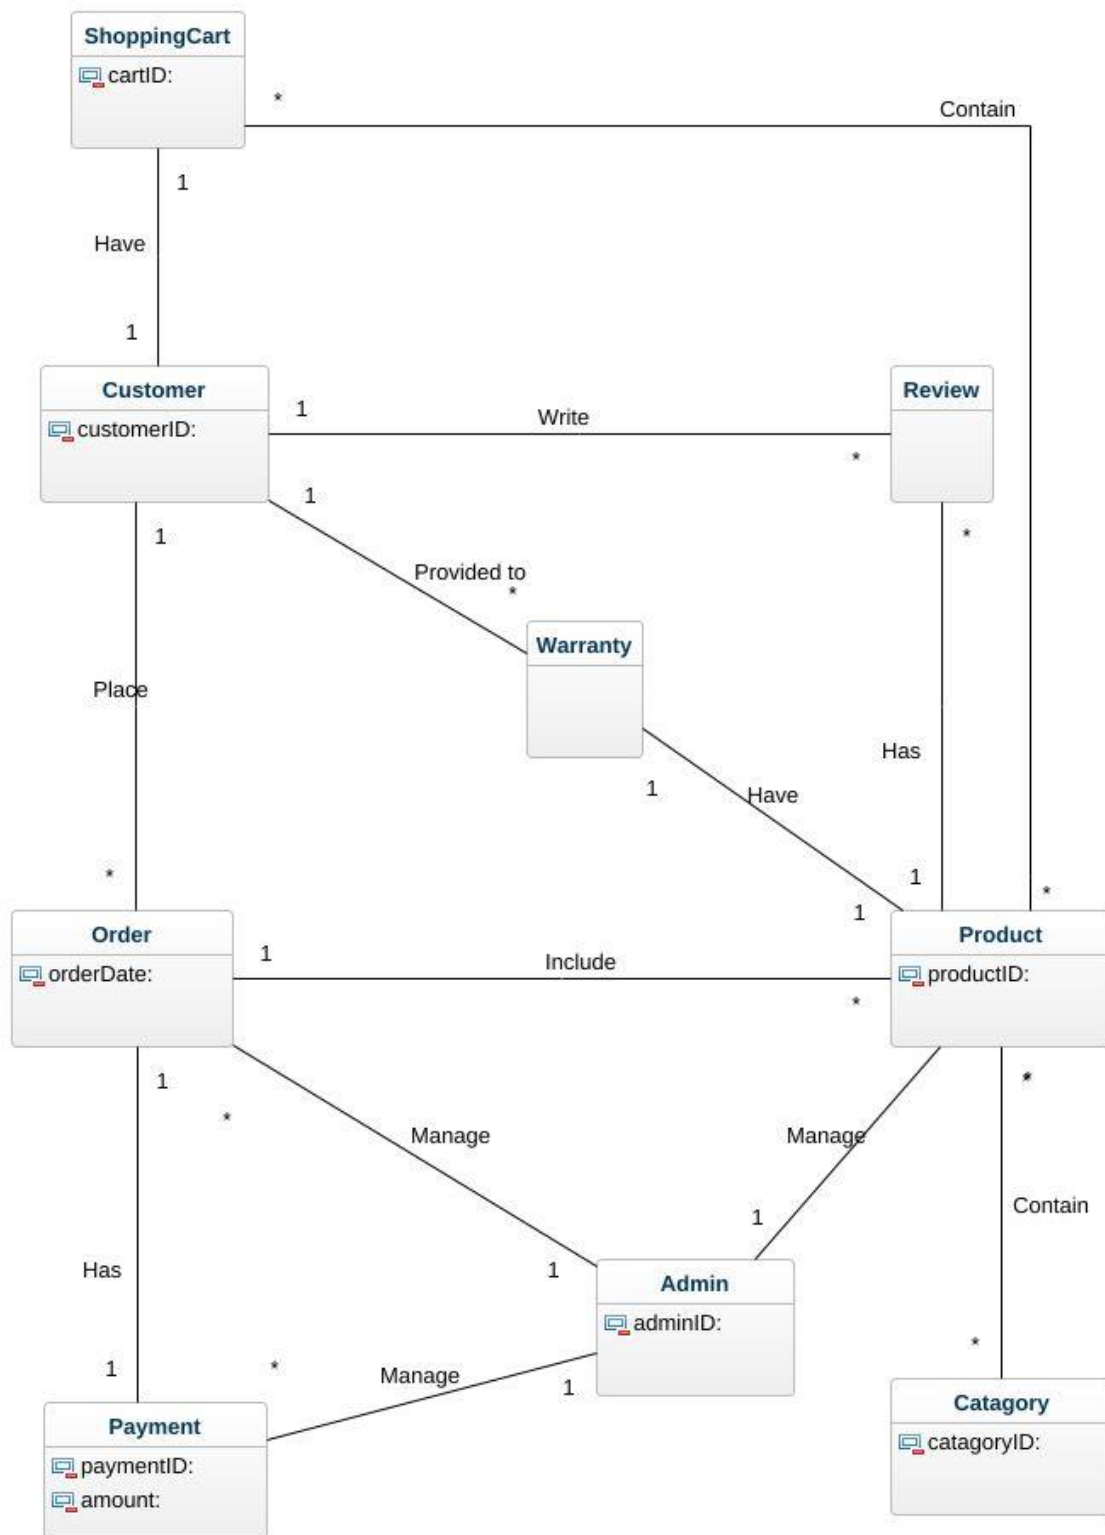 ShoppingCart
cartID:
*
Contain
1
Have
1
Customer
customerID:
1
Write
*
Review
1
1
Provided to
*
*
Warranty
Place
Has
1
Have
*
1
1
*
Order
orderDate:
1
Include
*
Product
productID:
1
*
Manage
Manage
*
*
Contain
1
Has
1
Admin
adminID:
1
*
Manage
1
*
Catagory
catagoryID:
Payment
paymentID:
amount: